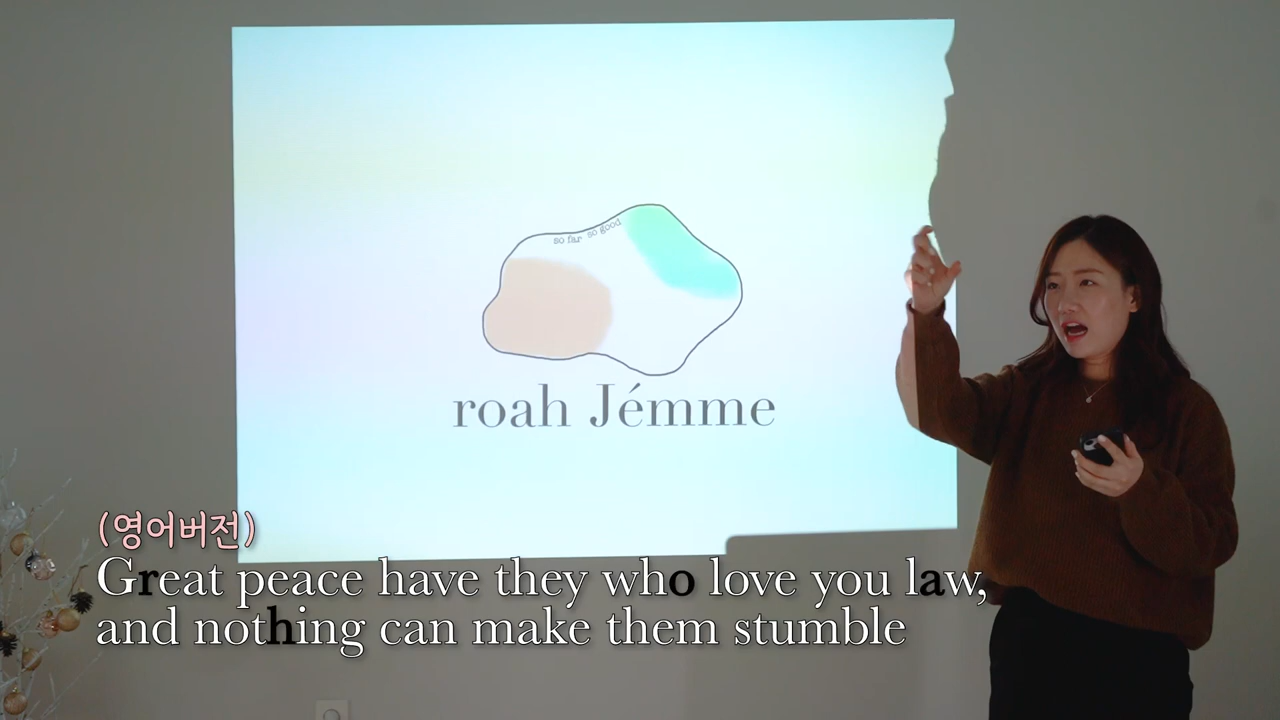 so far so good
roah Jémme
(영어버전)
Great peace have they who love you law,
and nothing can make them stumble